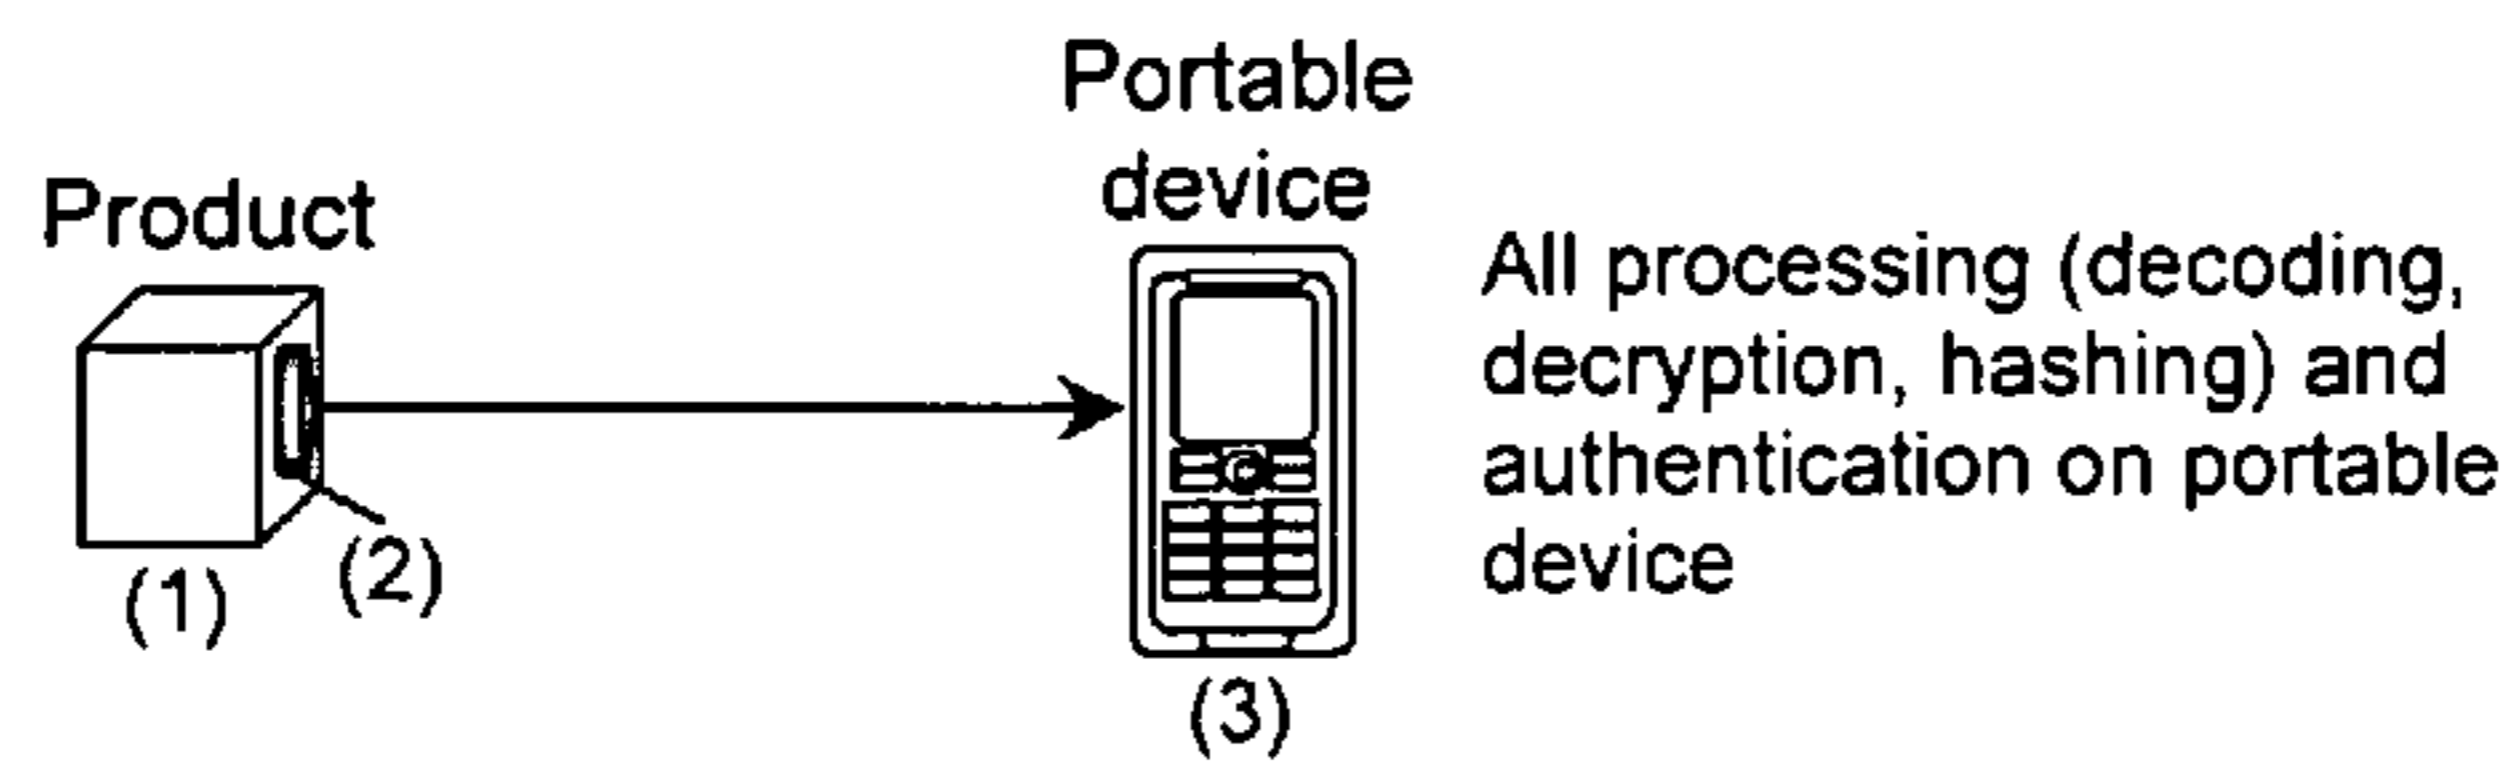 Portable
device
Product
All processing (decoding,
decryption, hashing) and
authentication on portable
device
(1)
(2)
(3)